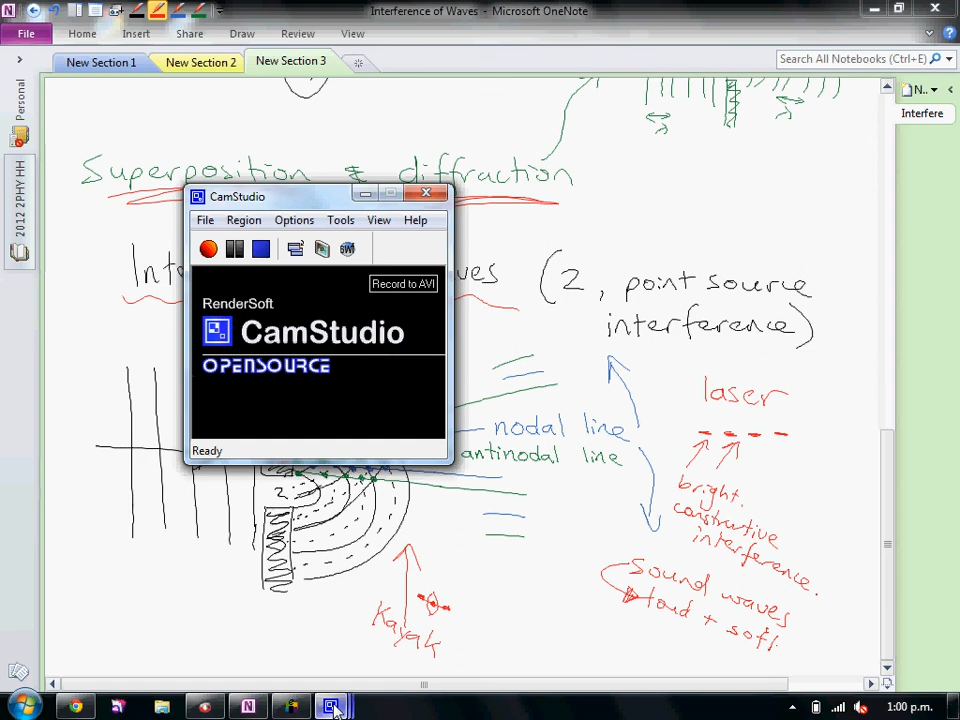 Interference of Waves - Microsoft OneNote
File Home Insert Share Draw Review View
New Section 1 New Section 2 New Section 3
Search All Notebooks (Ctrl+E)
N..
Interfere
Personal
2012 2PHY HH
λ λ
Superposition & diffraction
CamStudio
File Region Options Tools View Help
Record to AVI
RenderSoft
CamStudio
OPENSOURCE
Ready
Int
ves (2, point source
interference)
laser
nodal line
antinodal line
2
bright.
constructive
interference.
Sound waves
loud + soft.
Kayak
1:00 p.m.